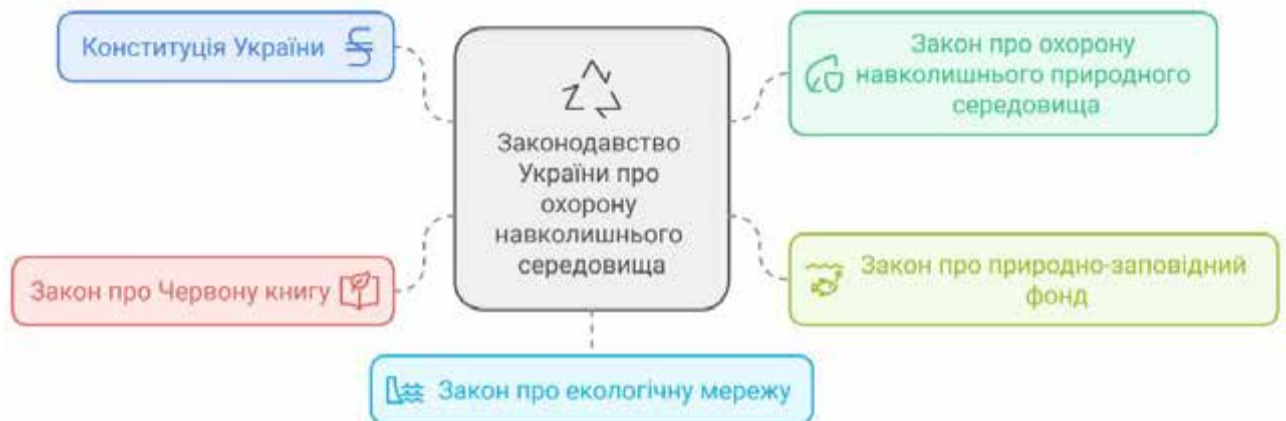 Конституція України
Закон про охорону
навколишнього природного
середовища
Законодавство
України про
охорону
навколишнього
середовища
Закон про Червону книгу
Закон про природно-заповідний
фонд
Закон про екологічну мережу